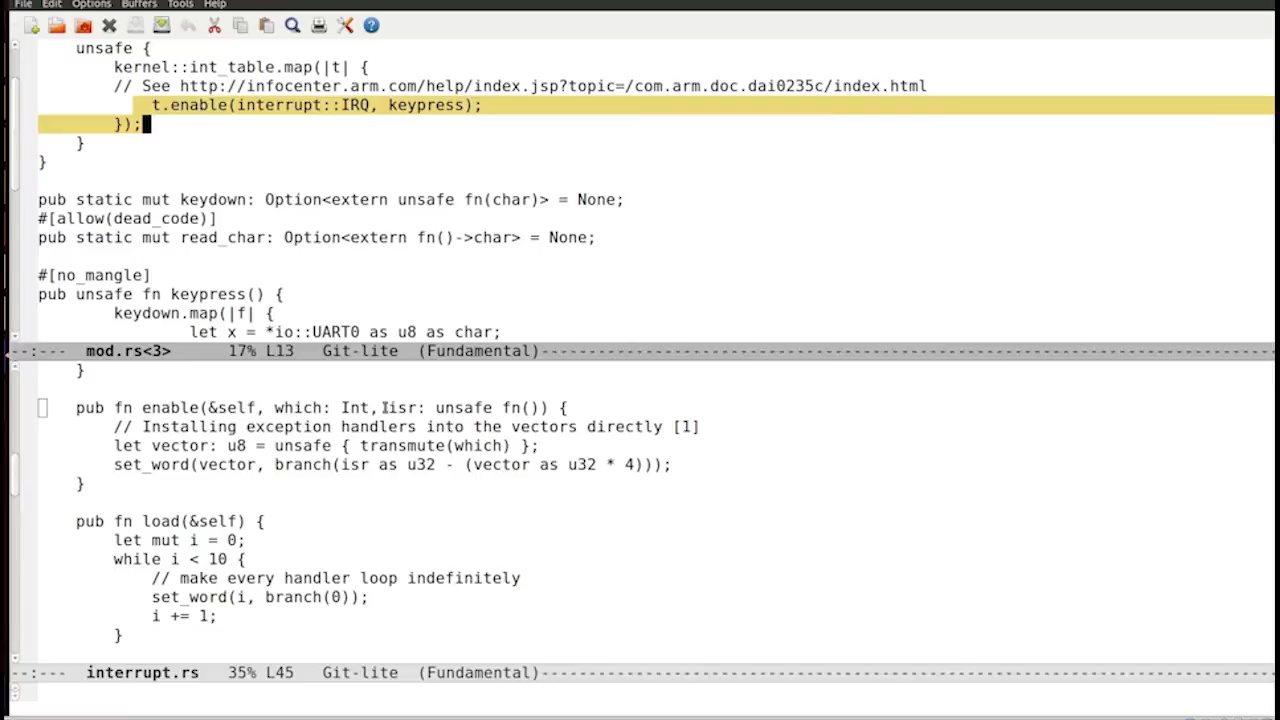 File Edit Options Buffers Tools Help
unsafe {
kernel::int_table.map(|t| {
// See http://infocenter.arm.com/help/index.jsp?topic=/com.arm.doc.dai0235c/index.html
t.enable(interrupt::IRQ, keypress);
});
}
}
pub static mut keydown: Option<extern unsafe fn(char)> = None;
#[allow(dead_code)]
pub static mut read_char: Option<extern fn()->char> = None;
#[no_mangle]
pub unsafe fn keypress() {
keydown.map(|f| {
let x = *io::UART0 as u8 as char;
--:--- mod.rs<3> 17% L13 Git-lite (Fundamental)--------------------------------------------------------------------------------
}
pub fn enable(&self, which: Int, isr: unsafe fn()) {
// Installing exception handlers into the vectors directly [1]
let vector: u8 = unsafe { transmute(which) };
set_word(vector, branch(isr as u32 - (vector as u32 * 4)));
}
pub fn load(&self) {
let mut i = 0;
while i < 10 {
// make every handler loop indefinitely
set_word(i, branch(0));
i += 1;
}
--:--- interrupt.rs 35% L45 Git-lite (Fundamental)--------------------------------------------------------------------------------